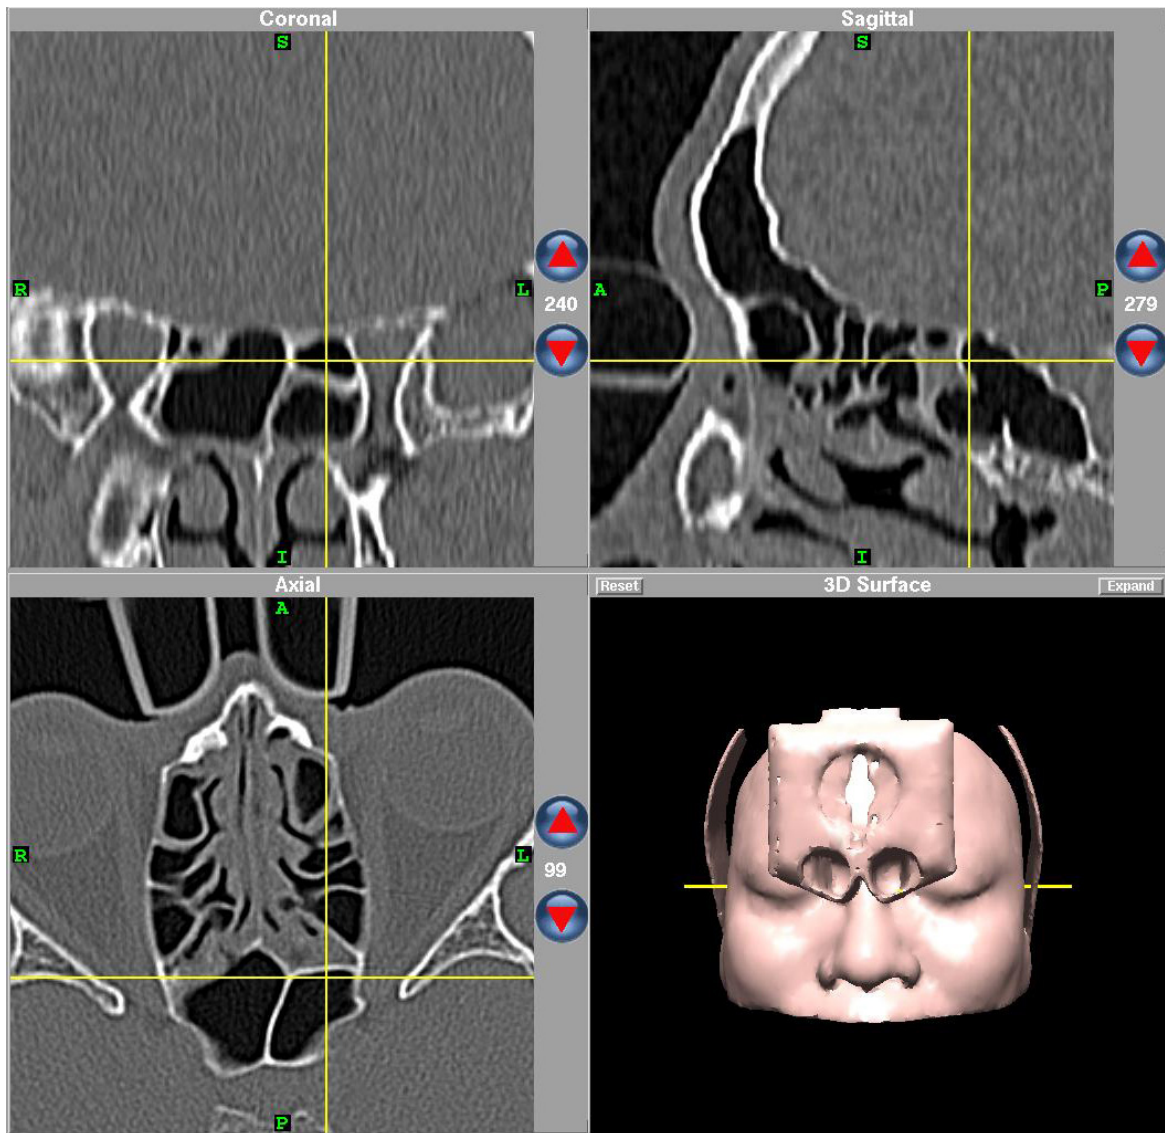 Coronal
Sagittal
S
S
R
L
240
A
P
279
I
I
Axial
Reset
3D Surface
Expand
A
R
L
99
P